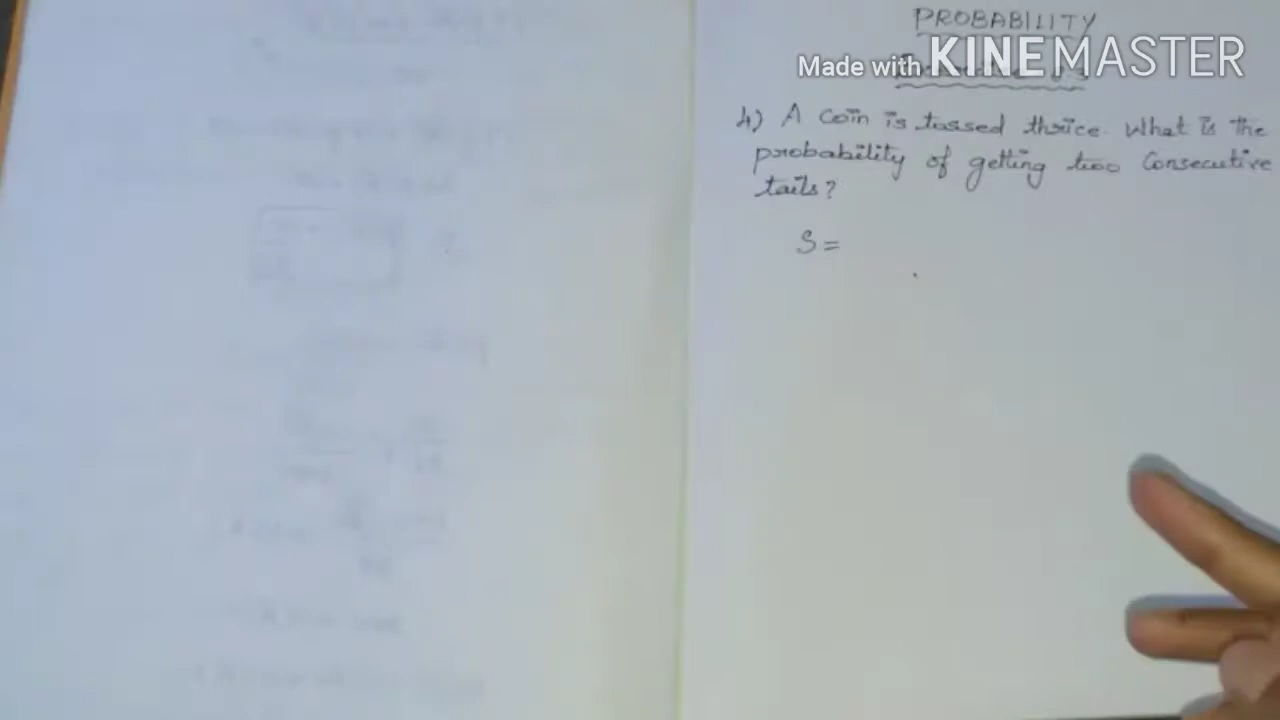 PROBABILITY
Made with KINEMASTER
4) A coin is tossed thrice. What is the
probability of getting two consecutive
tails?
S =